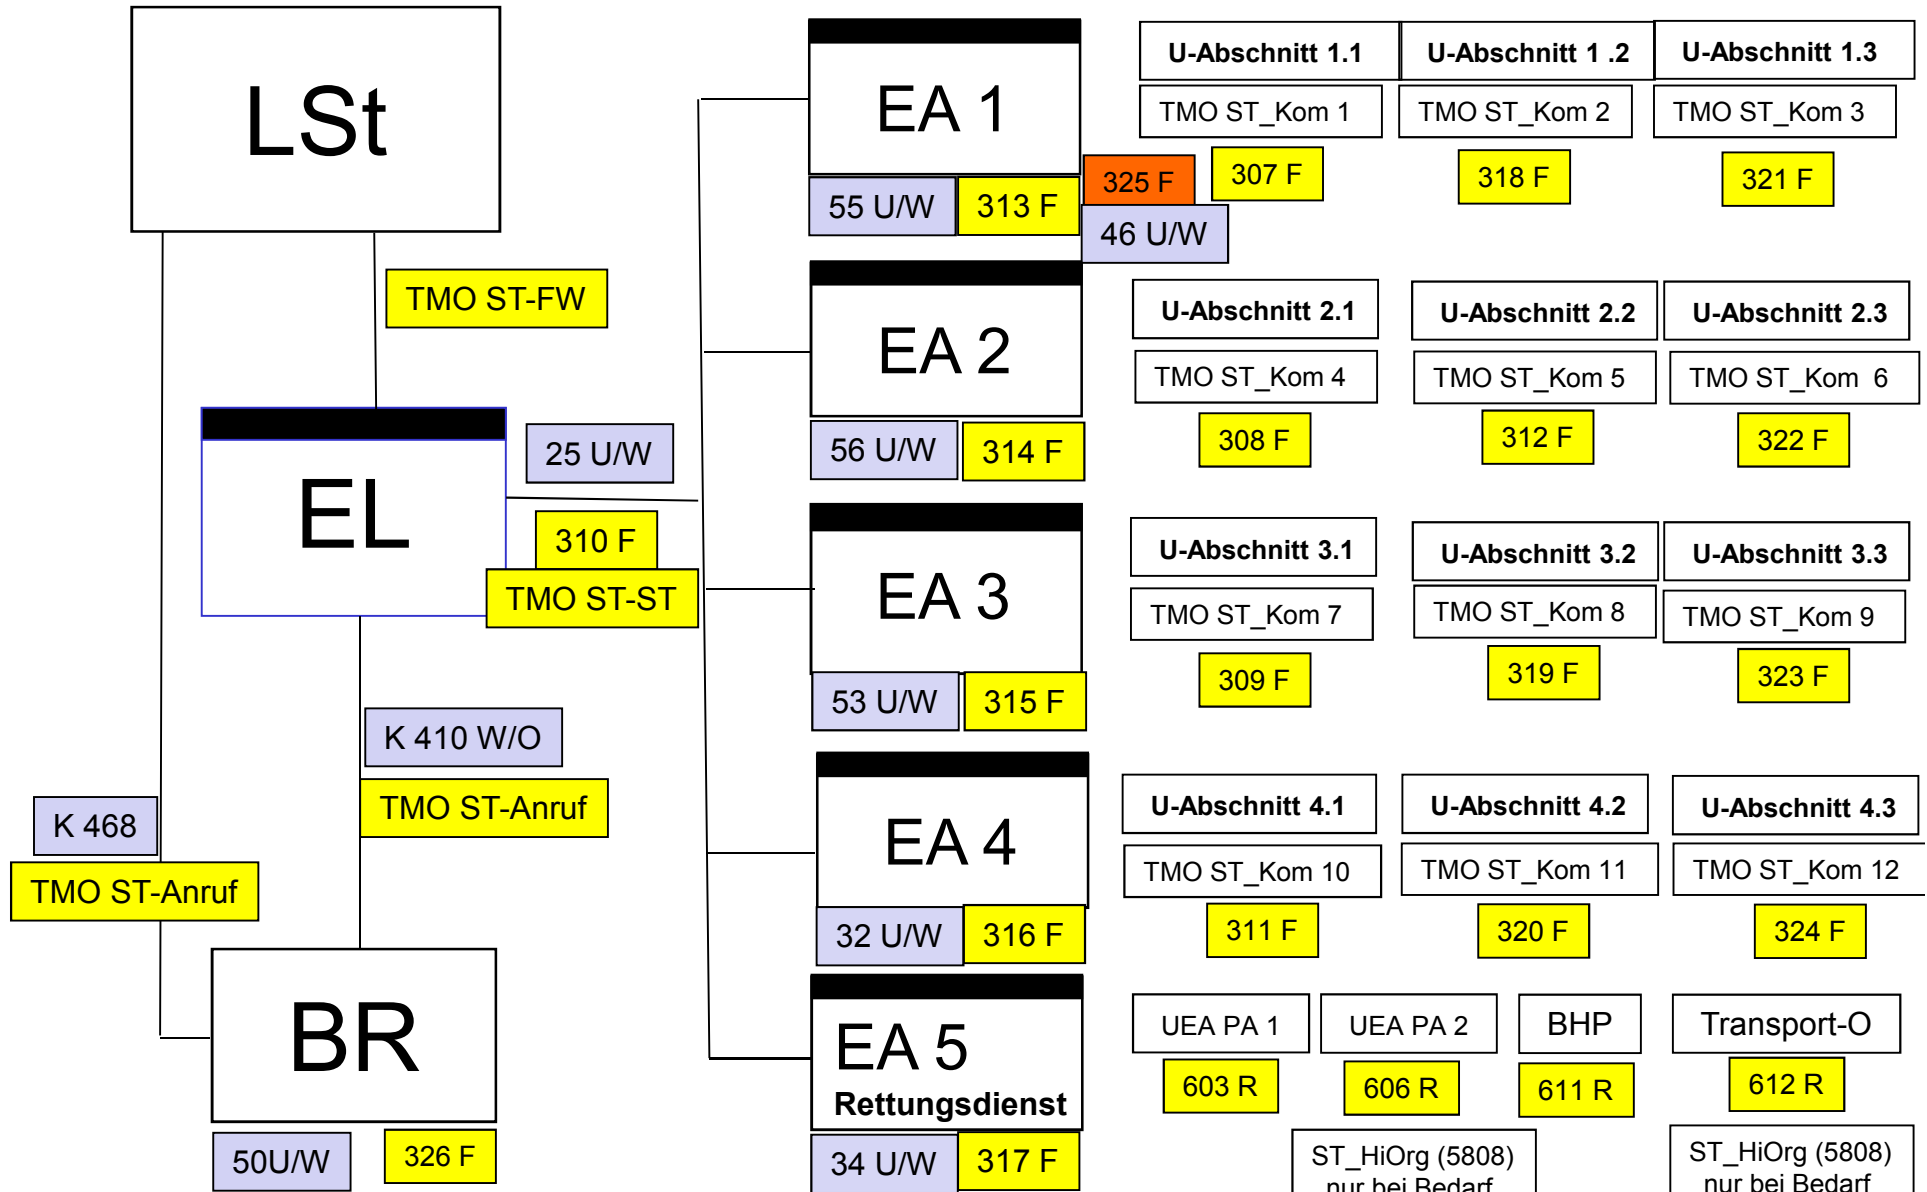 LSt
TMO ST-FW
EL
25 U/W
310 F
TMO ST-ST
K 410 W/O
TMO ST-Anruf
K 468
TMO ST-Anruf
BR
50U/W
326 F
EA 1
55 U/W
313 F
325 F
46 U/W
U-Abschnitt 1.1
U-Abschnitt 1 .2
U-Abschnitt 1.3
TMO ST_Kom 1
TMO ST_Kom 2
TMO ST_Kom 3
307 F
318 F
321 F
EA 2
56 U/W
314 F
U-Abschnitt 2.1
U-Abschnitt 2.2
U-Abschnitt 2.3
TMO ST_Kom 4
TMO ST_Kom 5
TMO ST_Kom  6
308 F
312 F
322 F
EA 3
53 U/W
315 F
U-Abschnitt 3.1
U-Abschnitt 3.2
U-Abschnitt 3.3
TMO ST_Kom 7
TMO ST_Kom 8
TMO ST_Kom 9
309 F
319 F
323 F
EA 4
32 U/W
316 F
U-Abschnitt 4.1
U-Abschnitt 4.2
U-Abschnitt 4.3
TMO ST_Kom 10
TMO ST_Kom 11
TMO ST_Kom 12
311 F
320 F
324 F
EA 5
Rettungsdienst
34 U/W
317 F
UEA PA 1
UEA PA 2
BHP
Transport-O
603 R
606 R
611 R
612 R
ST_HiOrg (5808)
nur bei Bedarf
ST_HiOrg (5808)
nur bei Bedarf